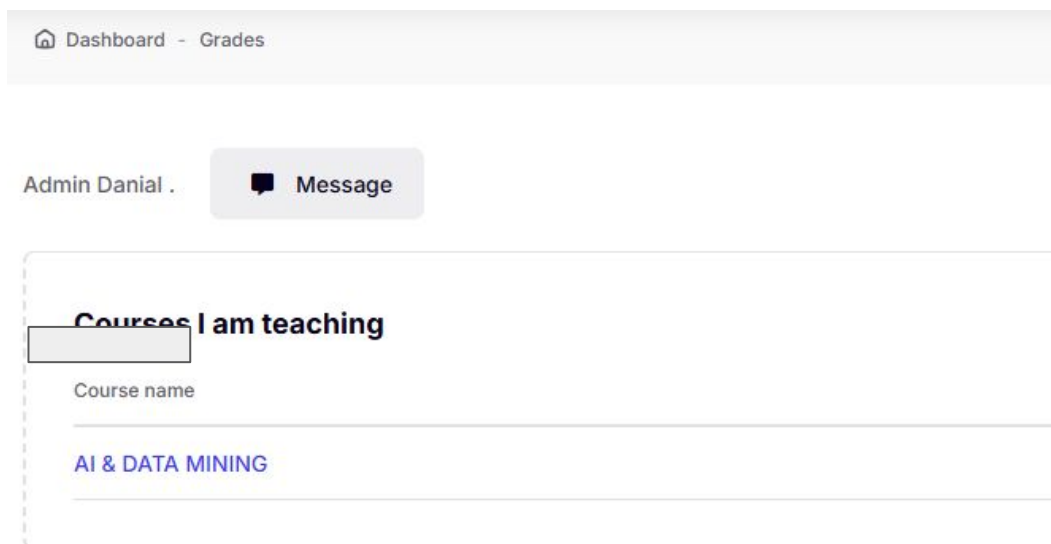 Dashboard - Grades
Admin Danial .
Message
Courses I am teaching
Course name
AI & DATA MINING